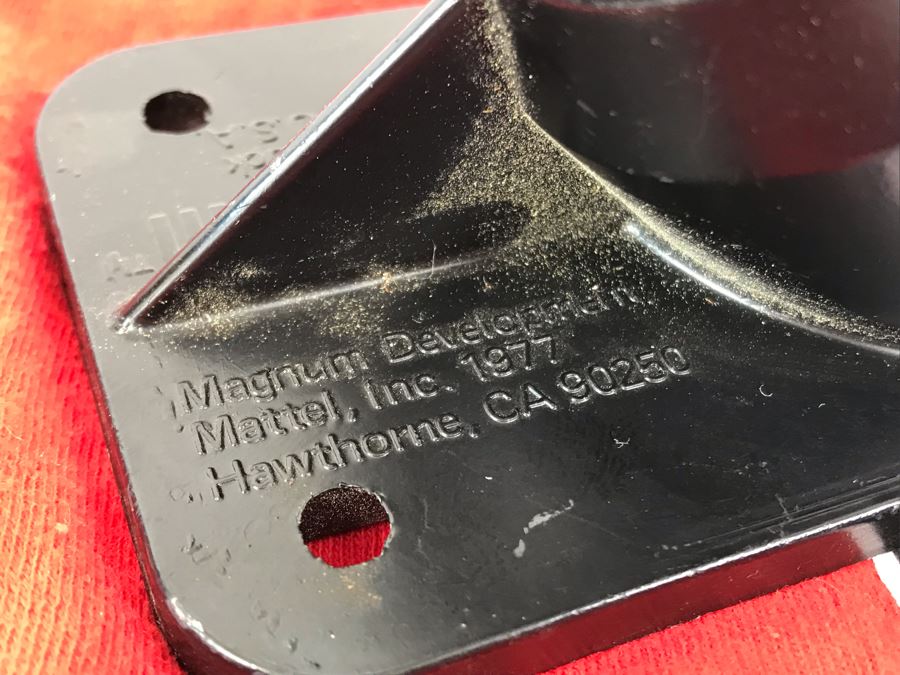 Magnum Development
Mattel, Inc. 1977
Hawthorne, CA 90250